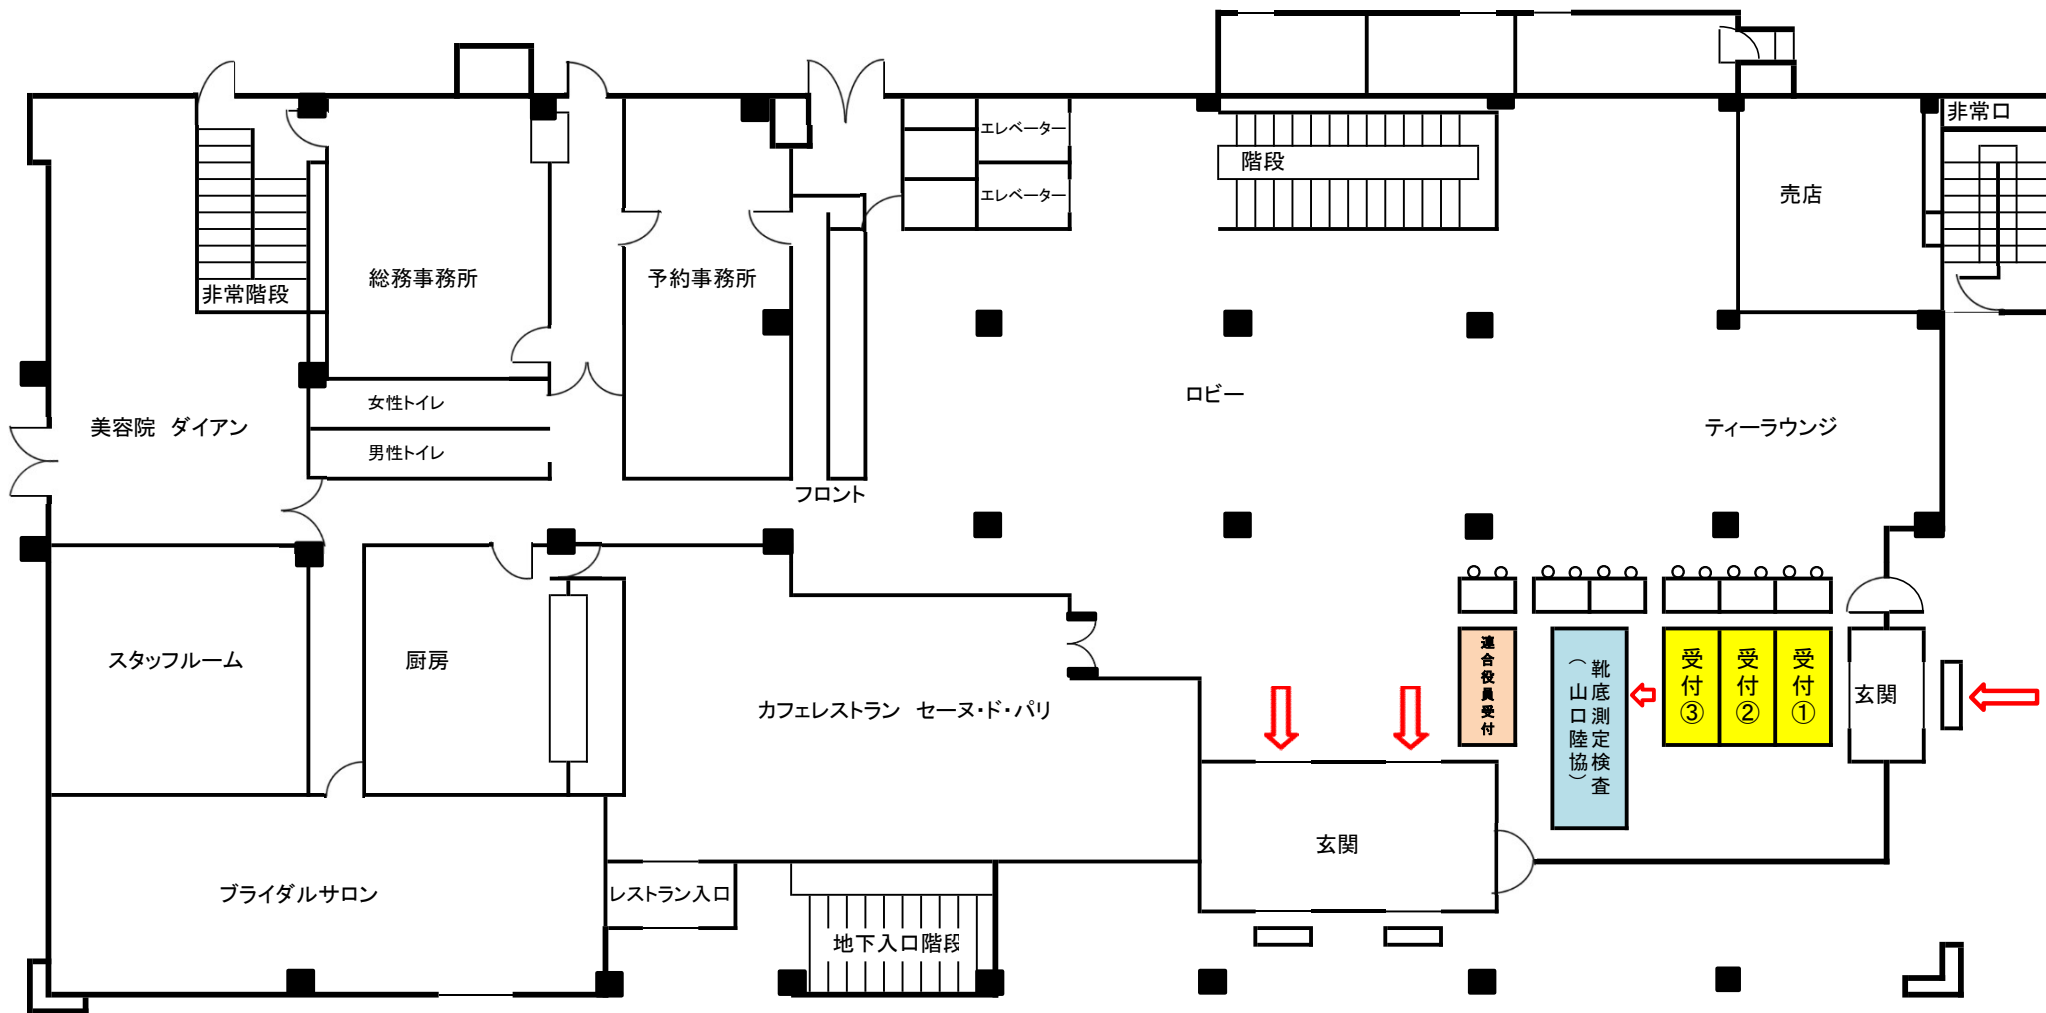 非常口
エレベーター
階段
エレベーター
売店
非常階段
総務事務所
予約事務所
女性トイレ
男性トイレ
美容院 ダイアン
ロビー
ティーラウンジ
フロント
スタッフルーム
厨房
カフェレストラン セーヌ・ド・パリ
連合役員受付
靴底測定検査
(山口陸協)
受付③
受付②
受付①
玄関
玄関
ブライダルサロン
レストラン入口
地下入口階段